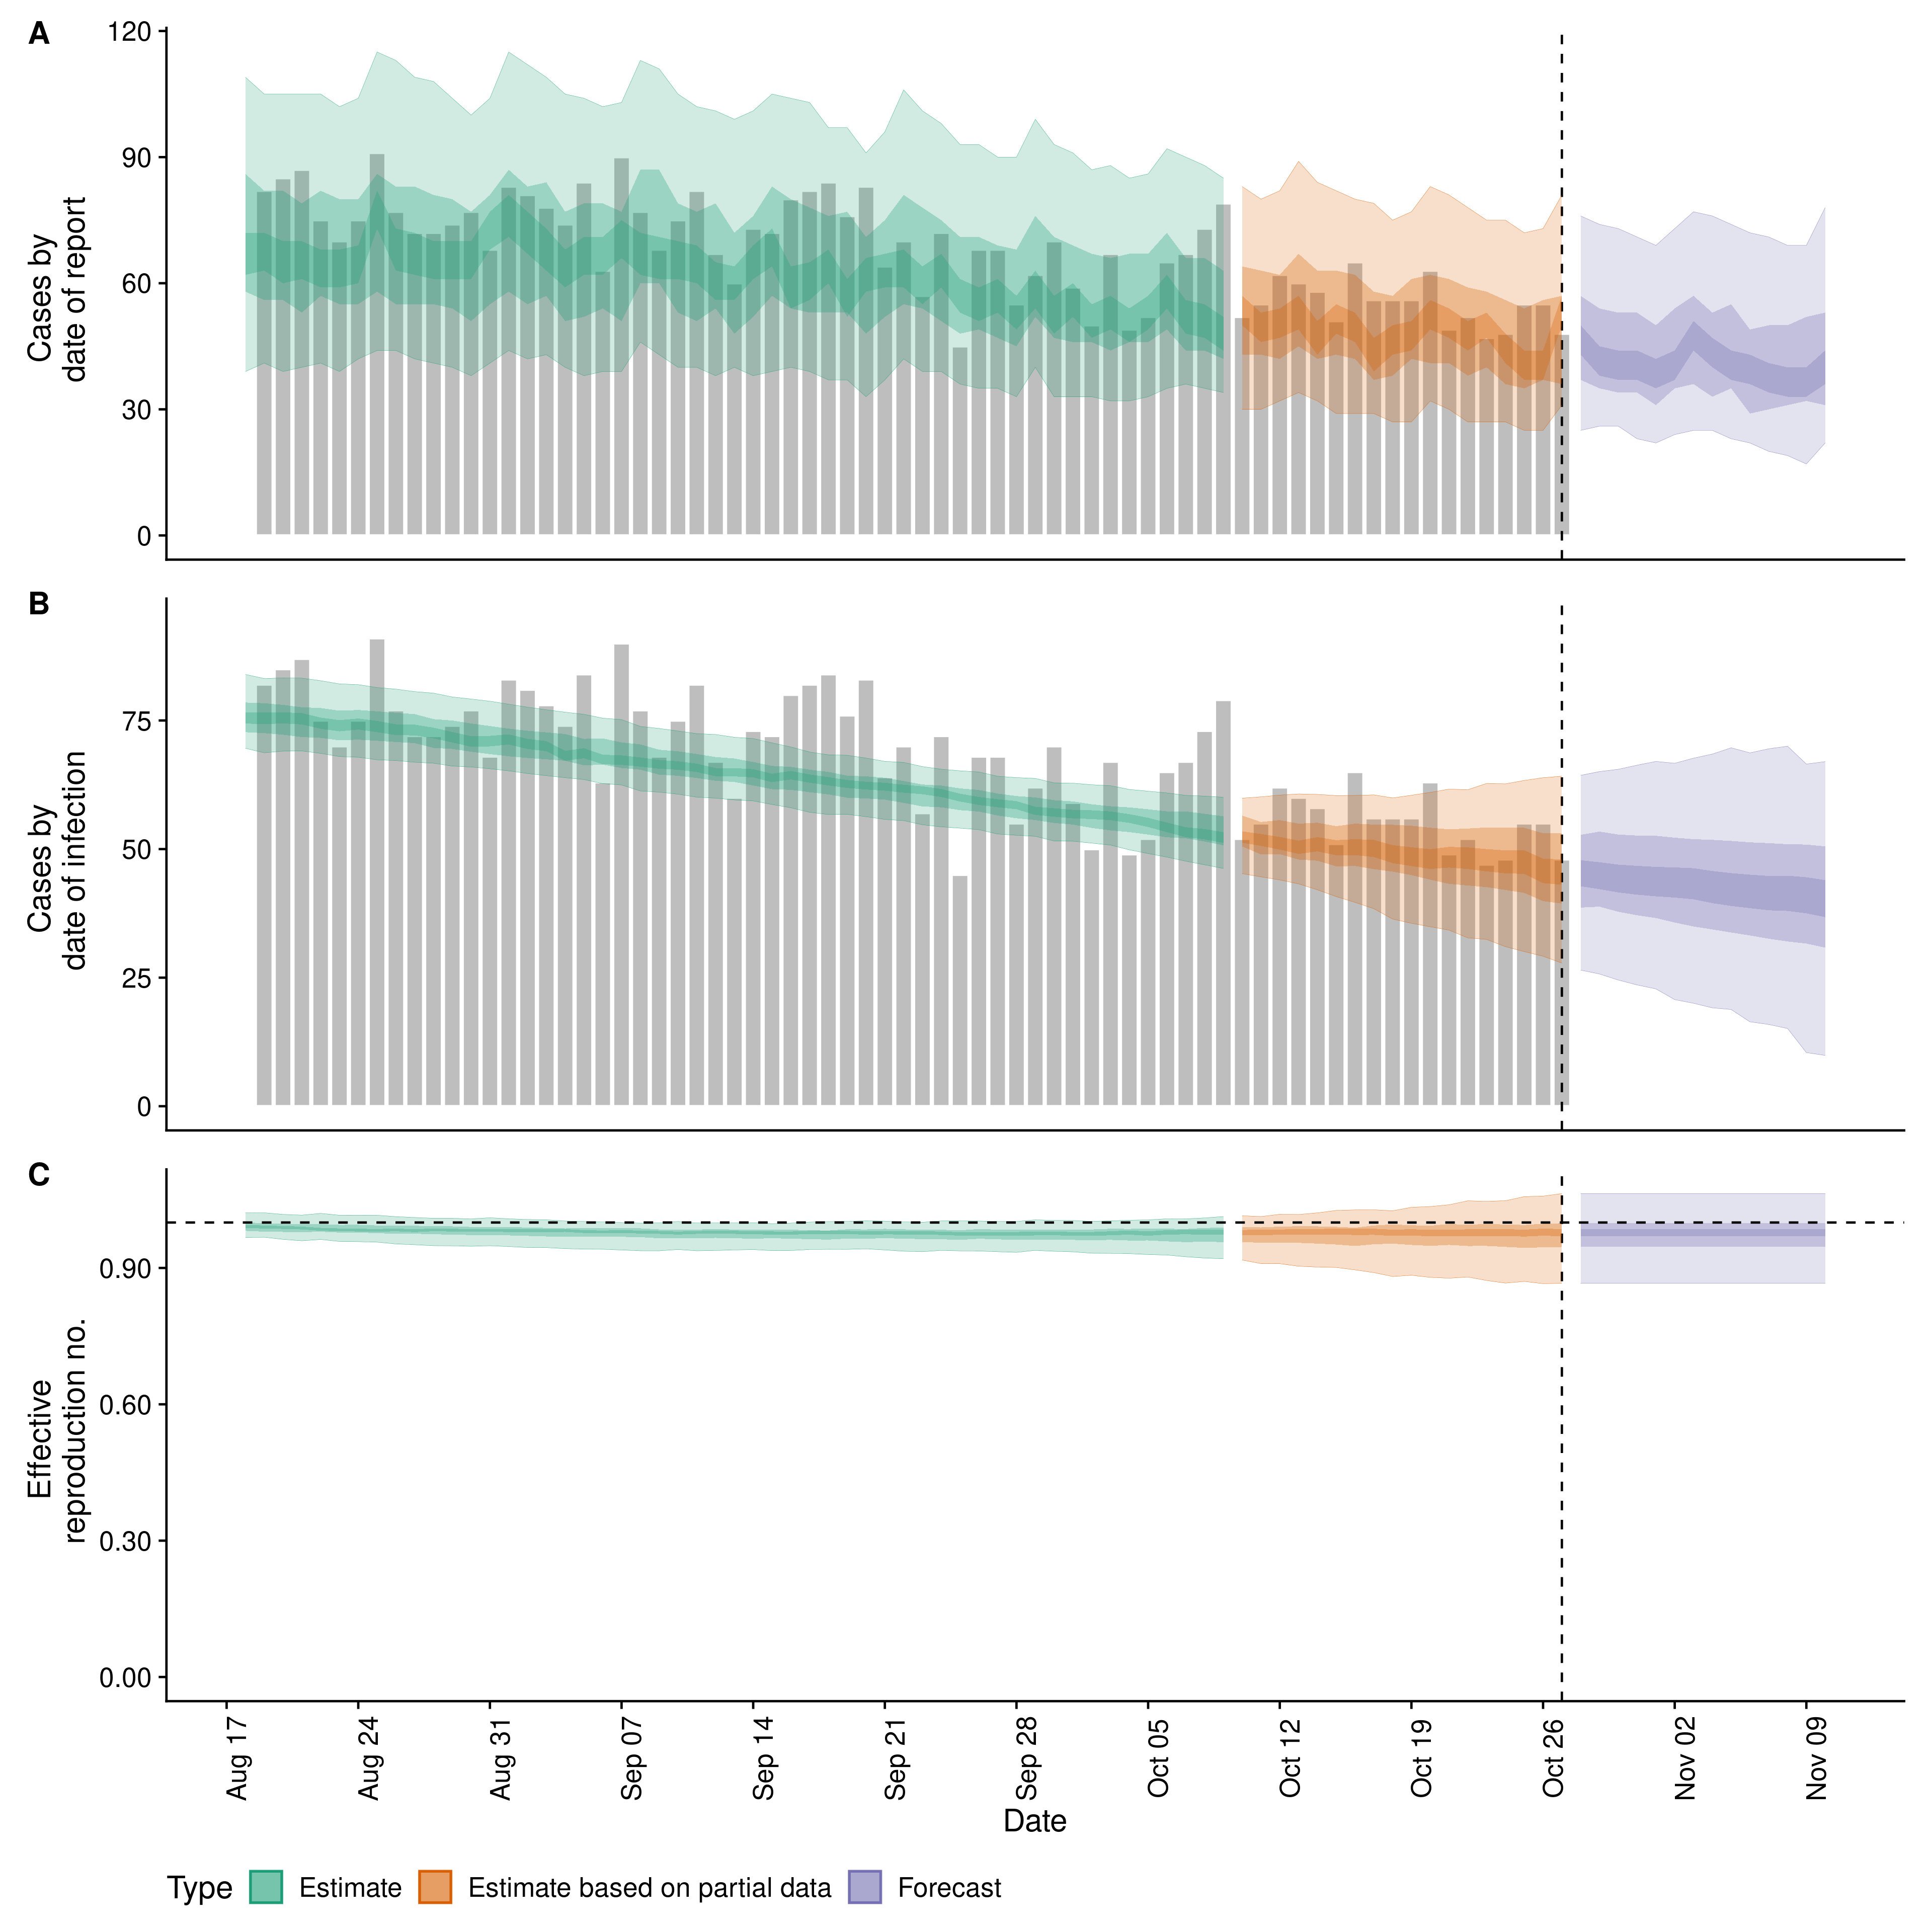 A
120
90
60
30
0
Cases by
date of report
B
75
50
25
0
Cases by
date of infection
C
0.90
0.60
0.30
0.00
Effective
reproduction no.
Aug 17
Aug 24
Aug 31
Sep 07
Sep 14
Sep 21
Sep 28
Oct 05
Oct 12
Oct 19
Oct 26
Nov 02
Nov 09
Date
Type Estimate Estimate based on partial data Forecast